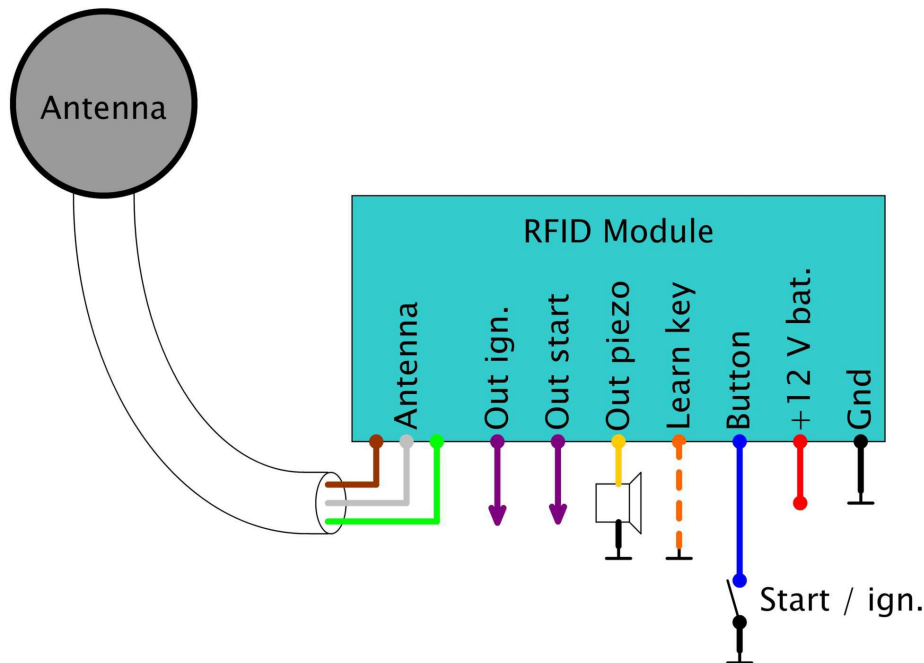 Antenna
RFID Module
Antenna
Out ign.
Out start
Out piezo
Learn key
Button
+12 V bat.
Gnd
Start / ign.